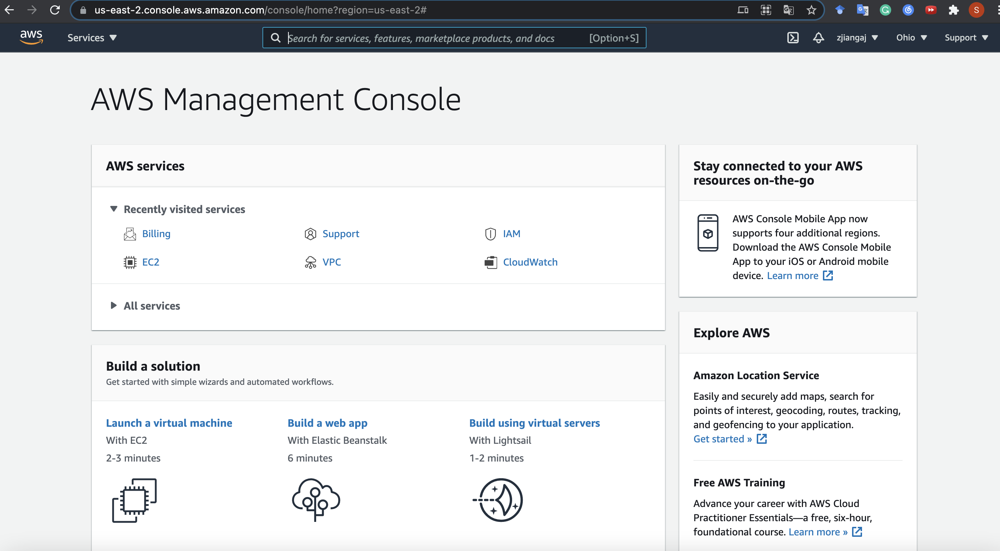 us-east-2.console.aws.amazon.com/console/home?region=us-east-2#
S
aws
Services
Search for services, features, marketplace products, and docs
[Option+S]
zjiangaj
Ohio
Support
AWS Management Console
AWS services
Recently visited services
Billing
Support
IAM
EC2
VPC
CloudWatch
All services
Build a solution
Get started with simple wizards and automated workflows.
Launch a virtual machine
With EC2
2-3 minutes
Build a web app
With Elastic Beanstalk
6 minutes
Build using virtual servers
With Lightsail
1-2 minutes
Stay connected to your AWS
resources on-the-go
AWS Console Mobile App now
supports four additional regions.
Download the AWS Console Mobile
App to your iOS or Android mobile
device. Learn more
Explore AWS
Amazon Location Service
Easily and securely add maps, search for
points of interest, geocoding, routes, tracking,
and geofencing to your application.
Get started »
Free AWS Training
Advance your career with AWS Cloud
Practitioner Essentials—a free, six-hour,
foundational course. Learn more »